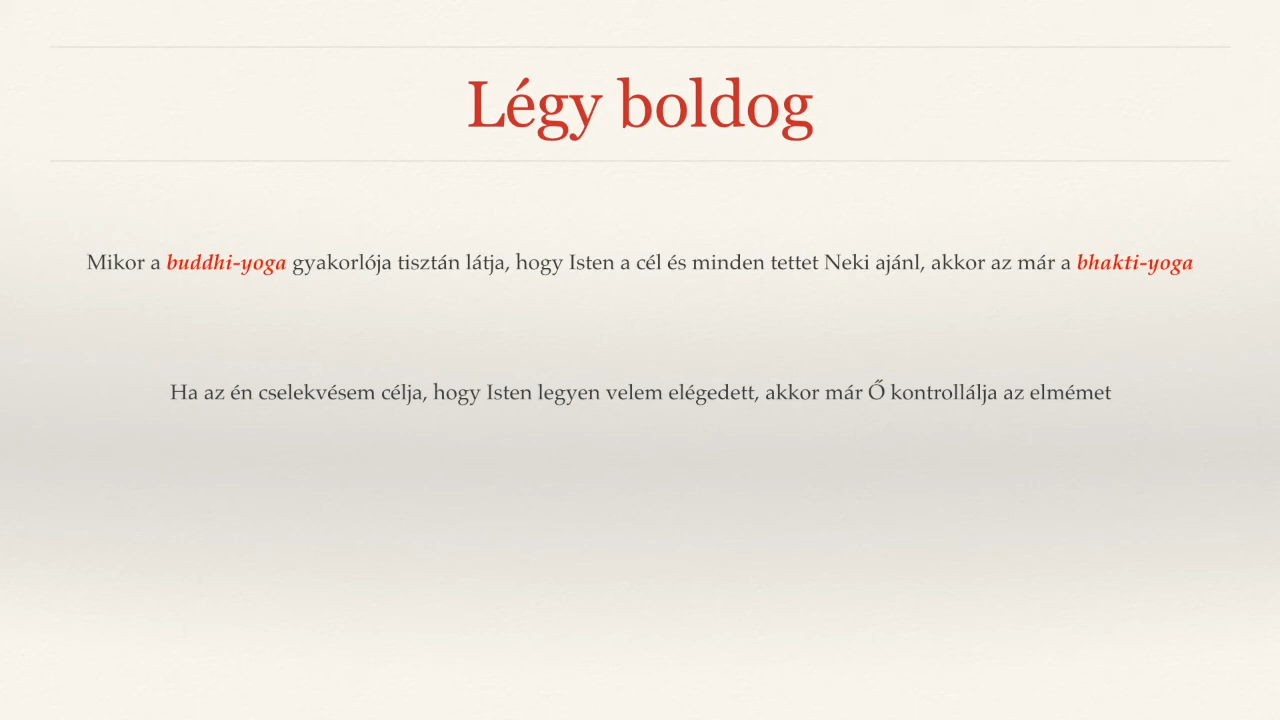 Légy boldog
Mikor a buddhi-yoga gyakorlója tisztán látja, hogy Isten a cél és minden tettet Neki ajánl, akkor az már a bhakti-yoga
Ha az én cselekvésem célja, hogy Isten legyen velem elégedett, akkor már Ő kontrollálja az elmémet